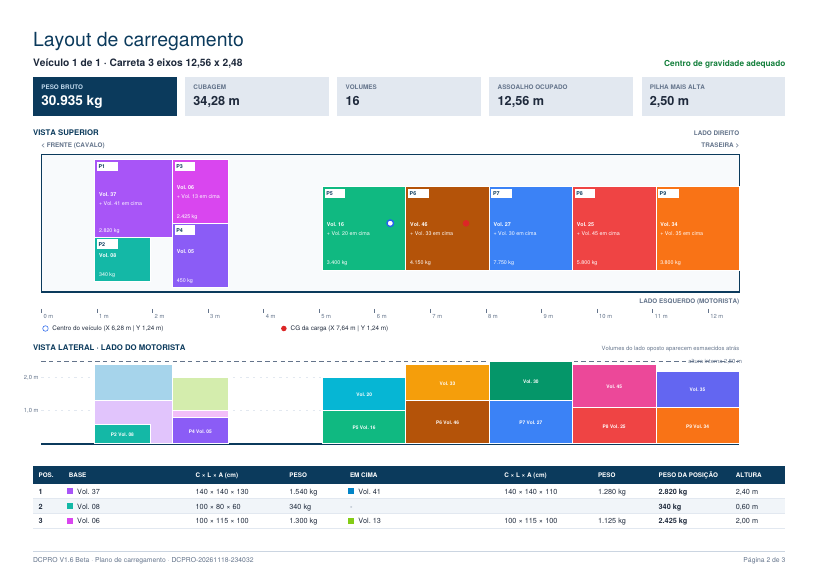 Layout de carregamento
Veículo 1 de 1 · Carreta 3 eixos 12,56 x 2,48
Centro de gravidade adequado
PESO BRUTO
30.935 kg
CUBAGEM
34,28 m
VOLUMES
16
ASSOALHO OCUPADO
12,56 m
PILHA MAIS ALTA
2,50 m
VISTA SUPERIOR
LADO DIREITO
‹ FRENTE (CAVALO)
TRASEIRA ›
P1
Vol. 37
+ Vol. 41 em cima
2.820 kg
P3
Vol. 06
+ Vol. 13 em cima
2.425 kg
P2
Vol. 08
340 kg
P4
Vol. 05
450 kg
P5
Vol. 16
+ Vol. 20 em cima
3.400 kg
P6
Vol. 46
+ Vol. 33 em cima
4.150 kg
P7
Vol. 27
+ Vol. 30 em cima
7.750 kg
P8
Vol. 25
+ Vol. 45 em cima
5.800 kg
P9
Vol. 34
+ Vol. 35 em cima
3.800 kg
LADO ESQUERDO (MOTORISTA)
0 m 1 m 2 m 3 m 4 m 5 m 6 m 7 m 8 m 9 m 10 m 11 m 12 m
Centro do veículo (X 6,28 m | Y 1,24 m)
CG da carga (X 7,64 m | Y 1,24 m)
VISTA LATERAL · LADO DO MOTORISTA
Volumes do lado oposto aparecem esmaecidos atrás
2,0 m
1,0 m
P2 Vol. 08
P4 Vol. 05
Vol. 20
P5 Vol. 16
Vol. 33
P6 Vol. 46
Vol. 30
P7 Vol. 27
Vol. 45
P8 Vol. 25
Vol. 35
P9 Vol. 34
POS. BASE C × L × A (cm) PESO EM CIMA C × L × A (cm) PESO PESO DA POSIÇÃO ALTURA
1 Vol. 37 140 × 140 × 130 1.540 kg Vol. 41 140 × 140 × 110 1.280 kg 2.820 kg 2,40 m
2 Vol. 08 100 × 80 × 60 340 kg - 340 kg 0,60 m
3 Vol. 06 100 × 115 × 100 1.300 kg Vol. 13 100 × 115 × 100 1.125 kg 2.425 kg 2,00 m
DCPRO V1.6 Beta · Plano de carregamento · DCPRO-20261118-234032
Página 2 de 3